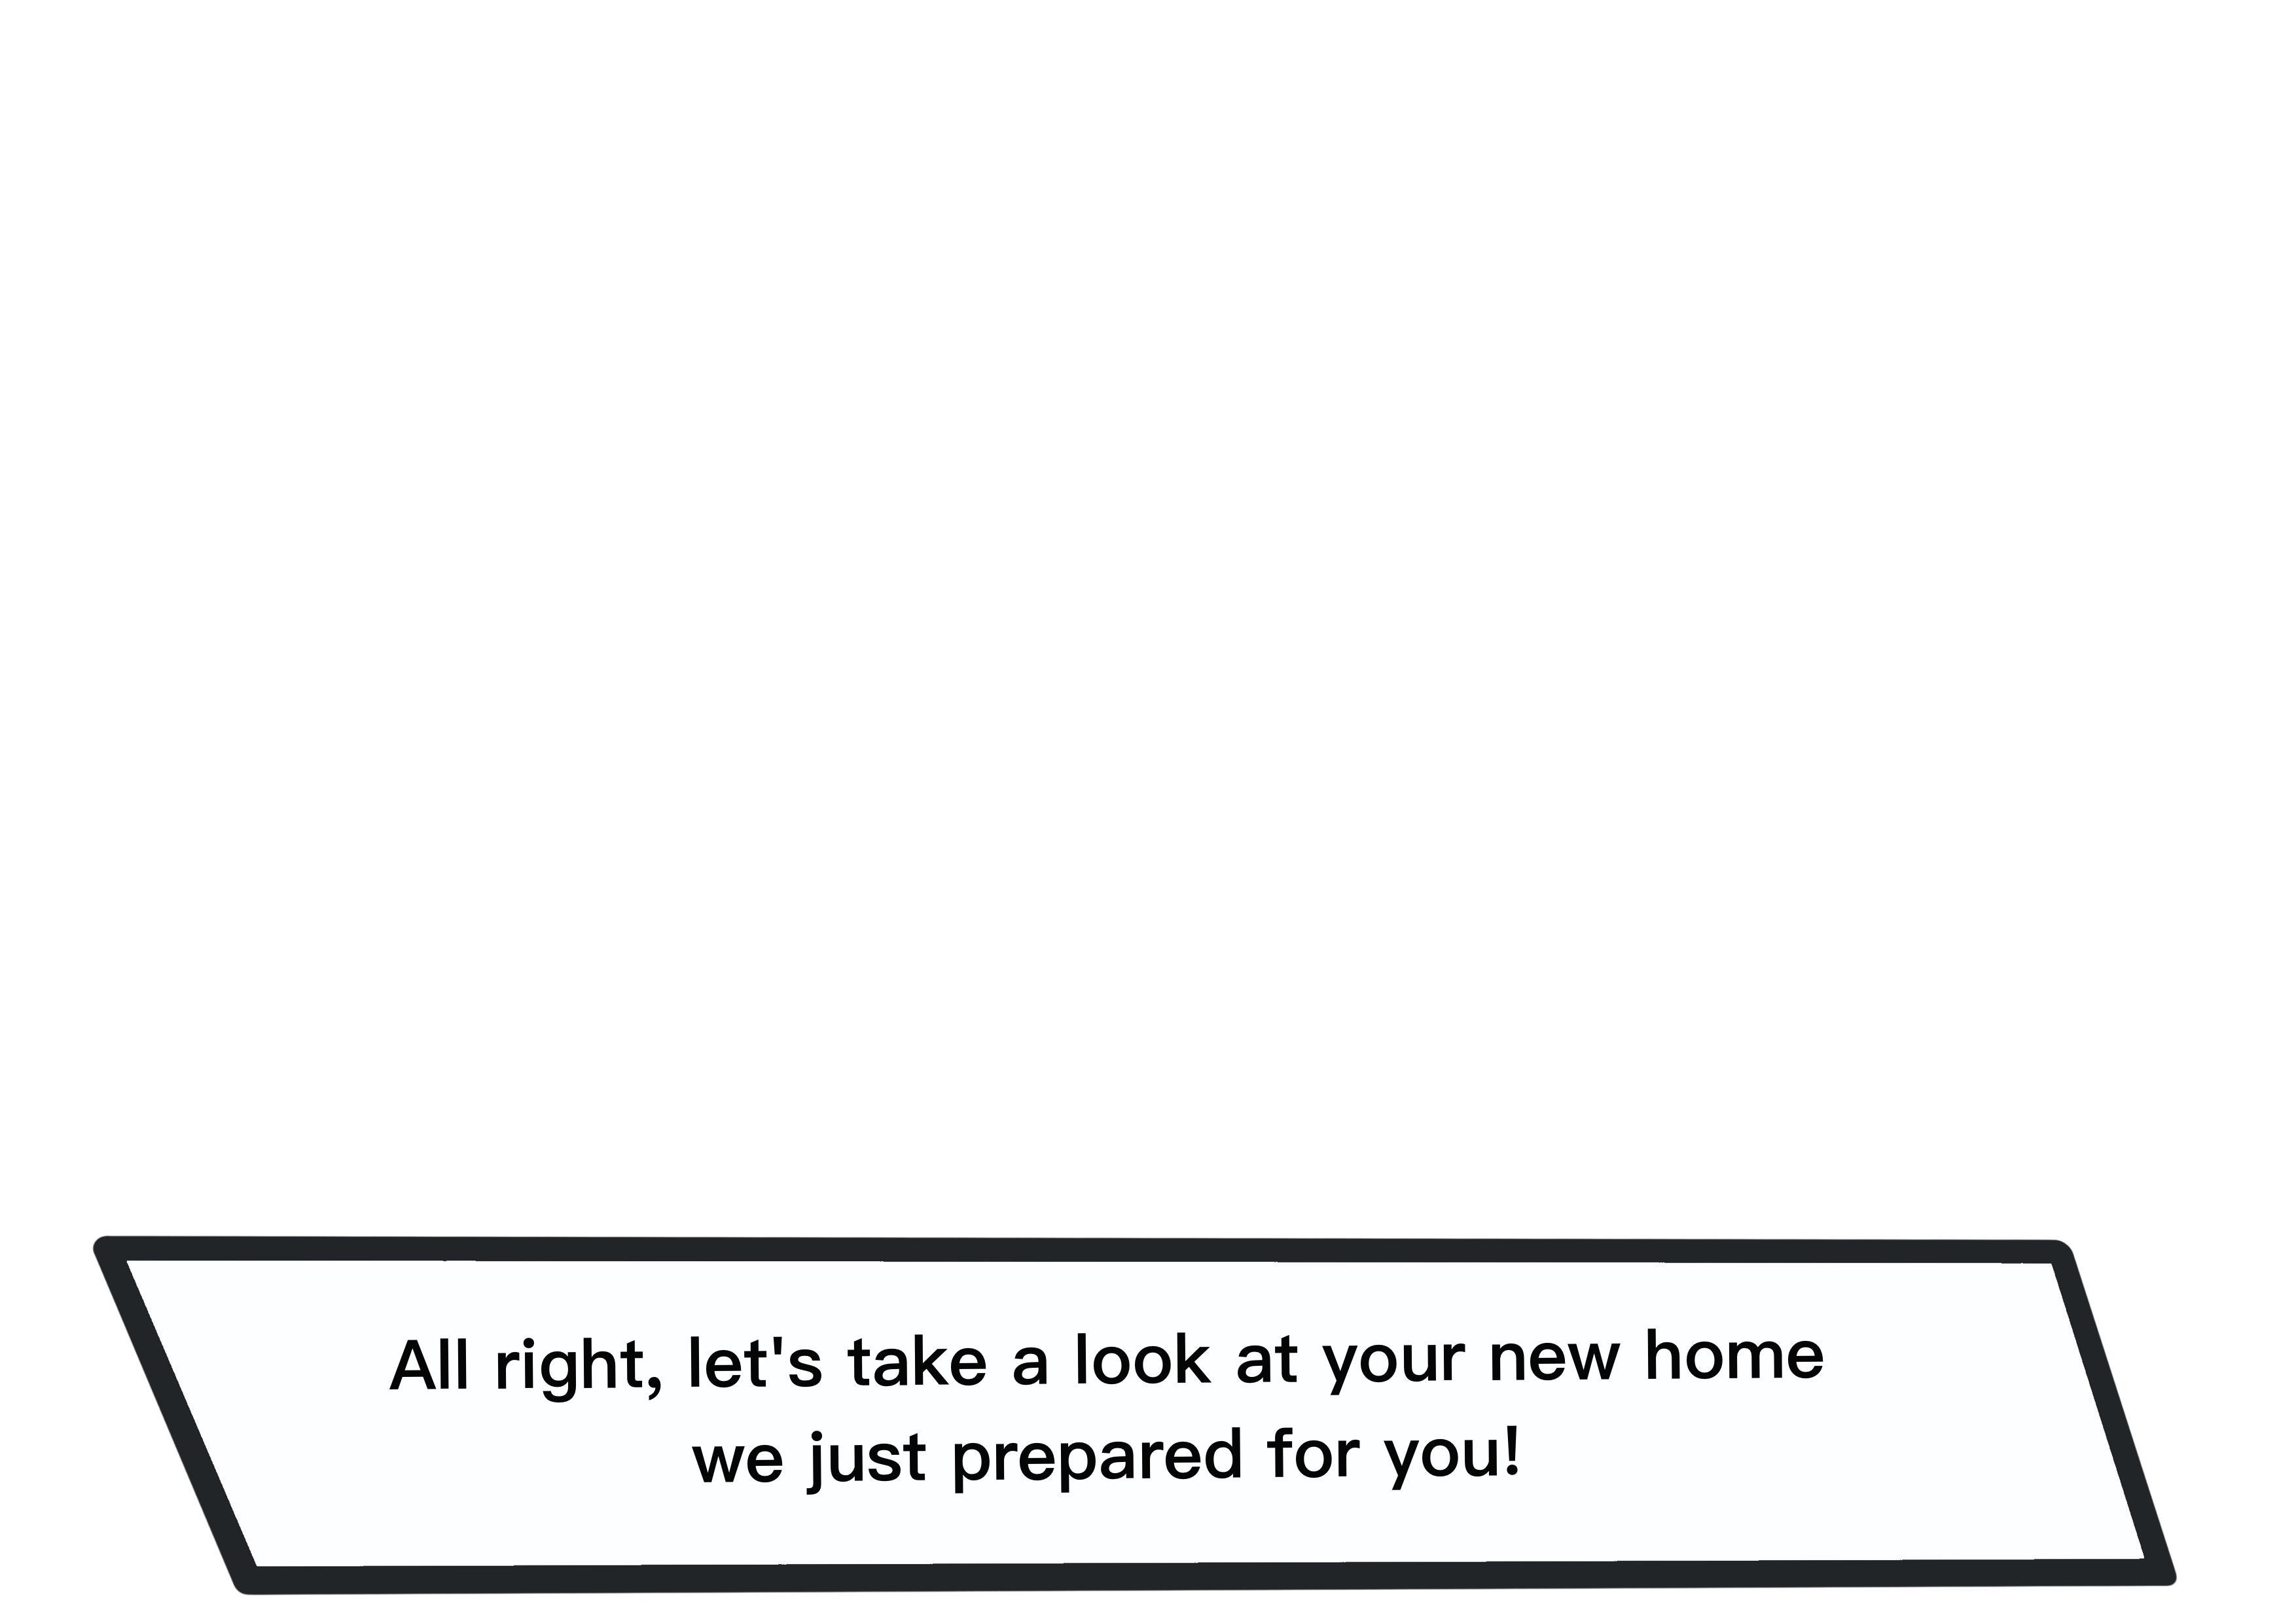 All right, let's take a look at your new home
we just prepared for you!